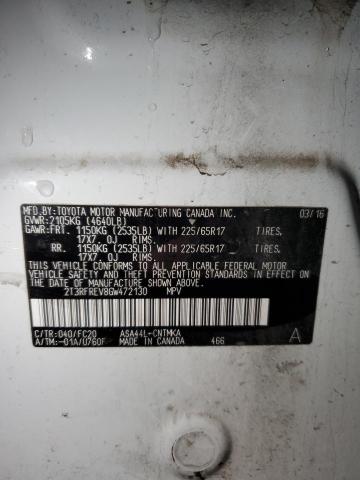 MFD.BY:TOYOTA MOTOR MANUFACTURING CANADA INC. 03/16
GVWR:2105KG (4640LB)
GAWR:FRT. 1150KG (2535LB) WITH 225/65R17 TIRES,
17X7.0J RIMS,
RR. 1150KG (2535LB) WITH 225/65R17 TIRES,
17X7.0J RIMS,
THIS VEHICLE CONFORMS TO ALL APPLICABLE FEDERAL MOTOR
VEHICLE SAFETY, BUMPER, AND THEFT PREVENTION STANDARDS IN EFFECT ON
THE DATE OF MANUFACTURE SHOWN ABOVE.
2T3RFREV8GW472130 MPV
C/TR:040/FC20 ASA44L-CNTMKA A
A/TM:-01A/U760F MADE IN CANADA 466